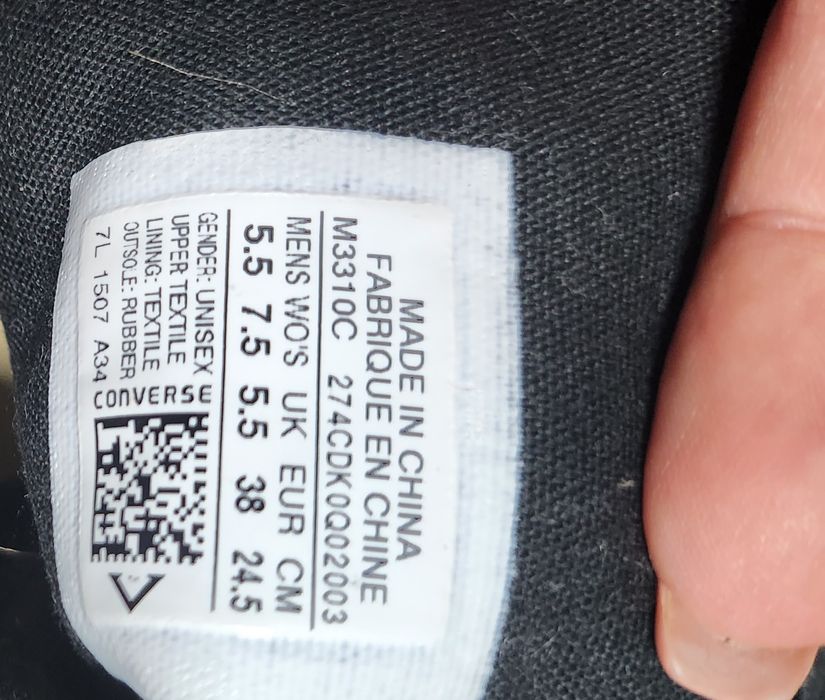 MADE IN CHINA
FABRIQUE EN CHINE
M3310C 274CDK0Q02003
MENS WO'S UK EUR CM
5.5 7.5 5.5 38 24.5
GENDER: UNISEX
UPPER TEXTILE
LINING: TEXTILE
OUTSOLE: RUBBER
7L 1507 A34
CONVERSE